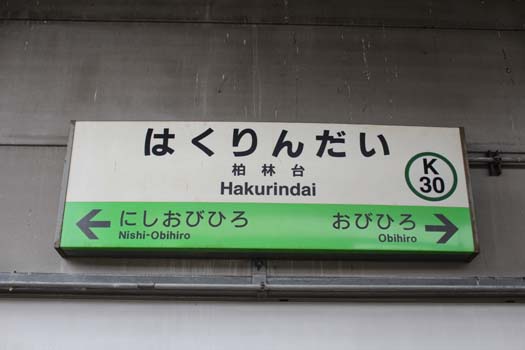 はくりんだい
柏林台
Hakurindai
K
30
にしおびひろ
Nishi-Obihiro
おびひろ
Obihiro